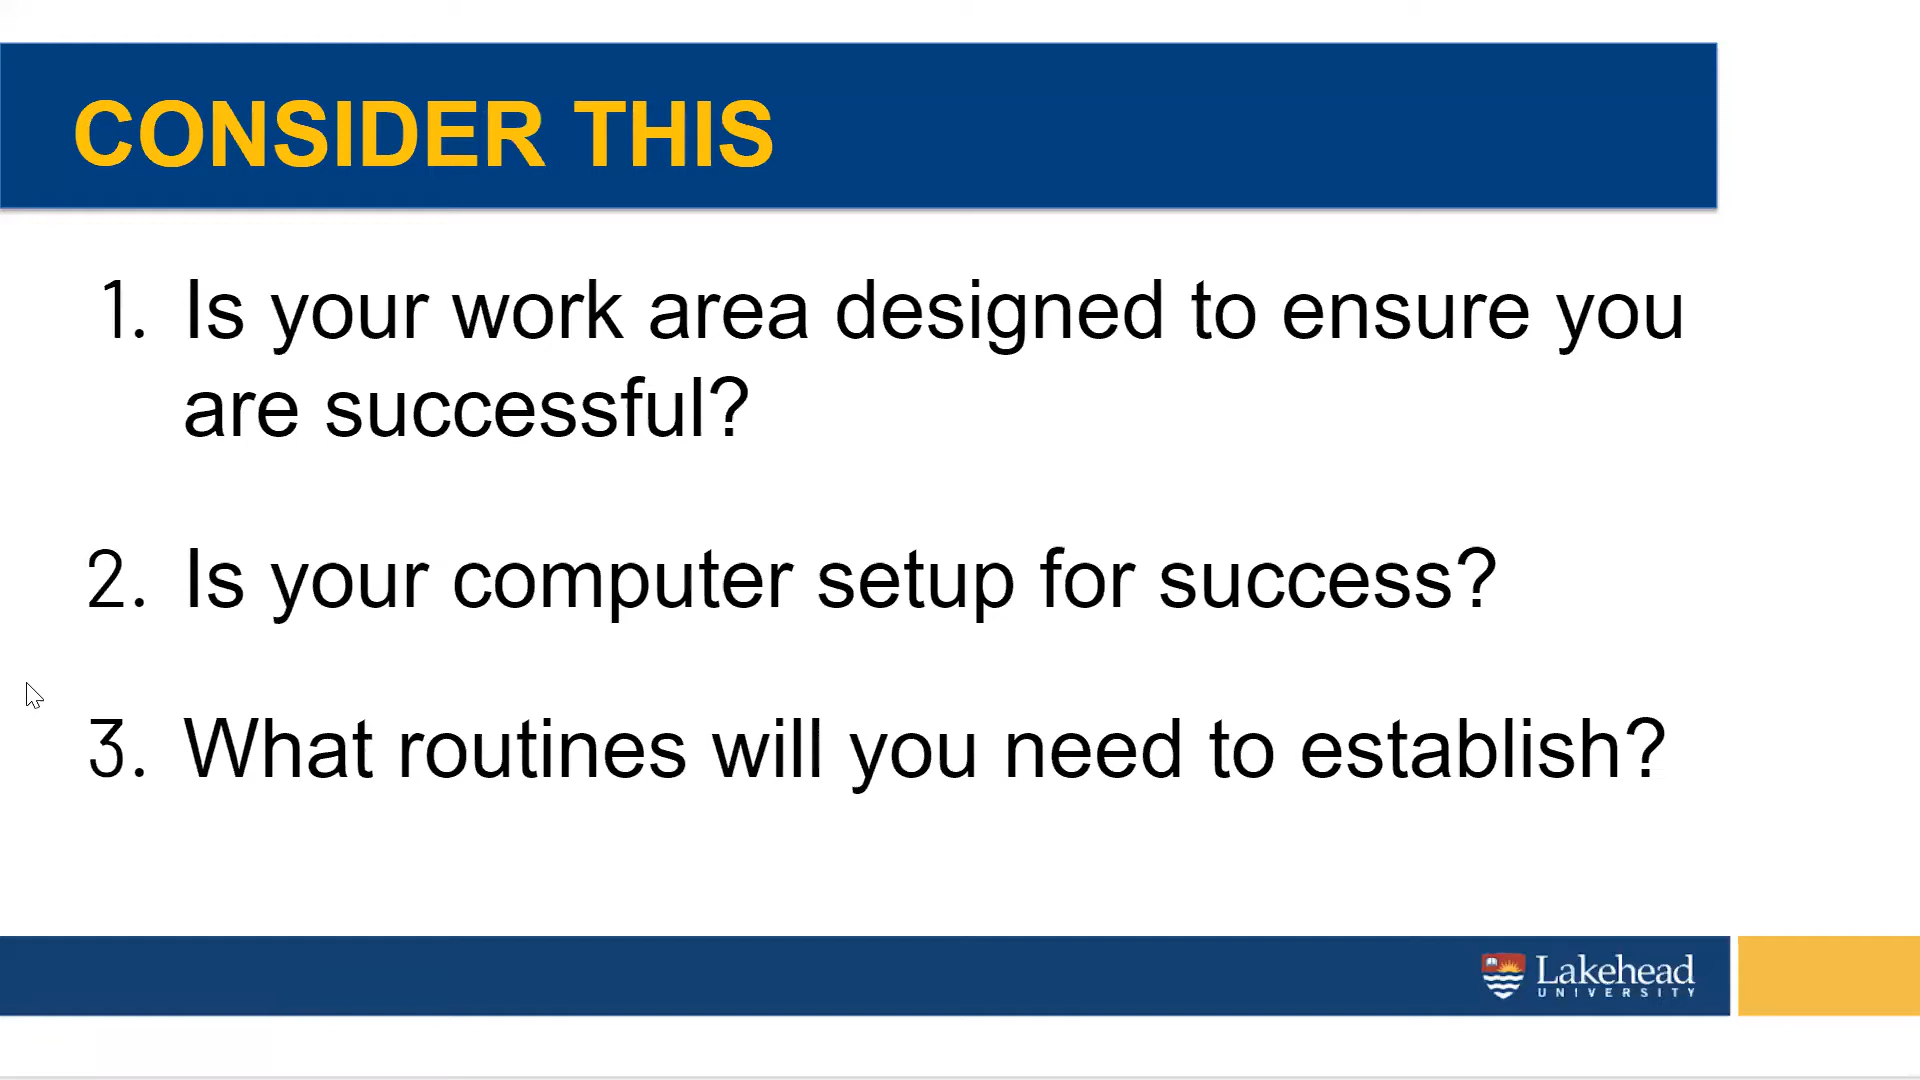 CONSIDER THIS
1. Is your work area designed to ensure you
are successful?
2. Is your computer setup for success?
3. What routines will you need to establish?
Lakehead
UNIVERSITY